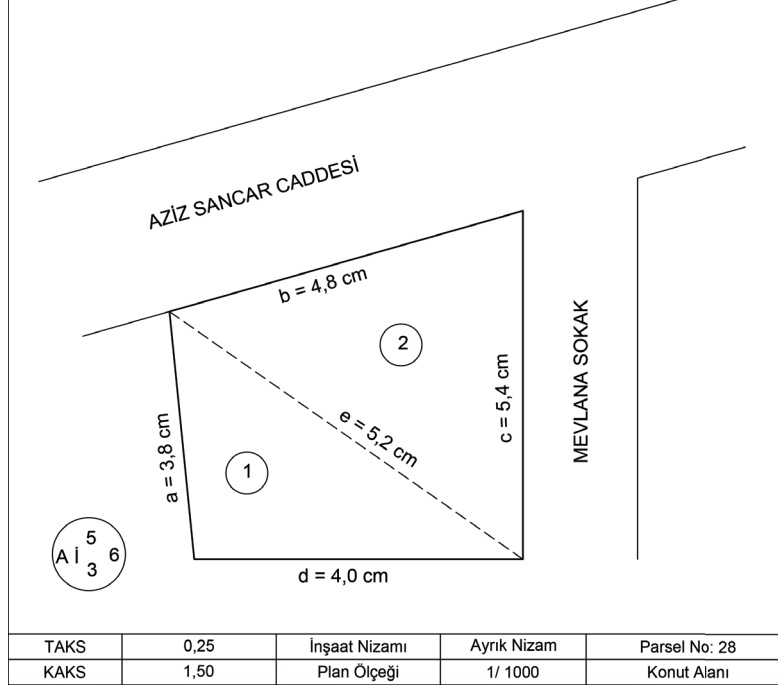 AZİZ SANCAR CADDESİ
b = 4,8 cm
2
MEVLANA SOKAK
c = 5,4 cm
e = 5,2 cm
a = 3,8 cm
1
5
A İ 6
3
d = 4,0 cm
TAKS 0,25 İnşaat Nizamı Ayrık Nizam Parsel No: 28
KAKS 1,50 Plan Ölçeği 1/ 1000 Konut Alanı